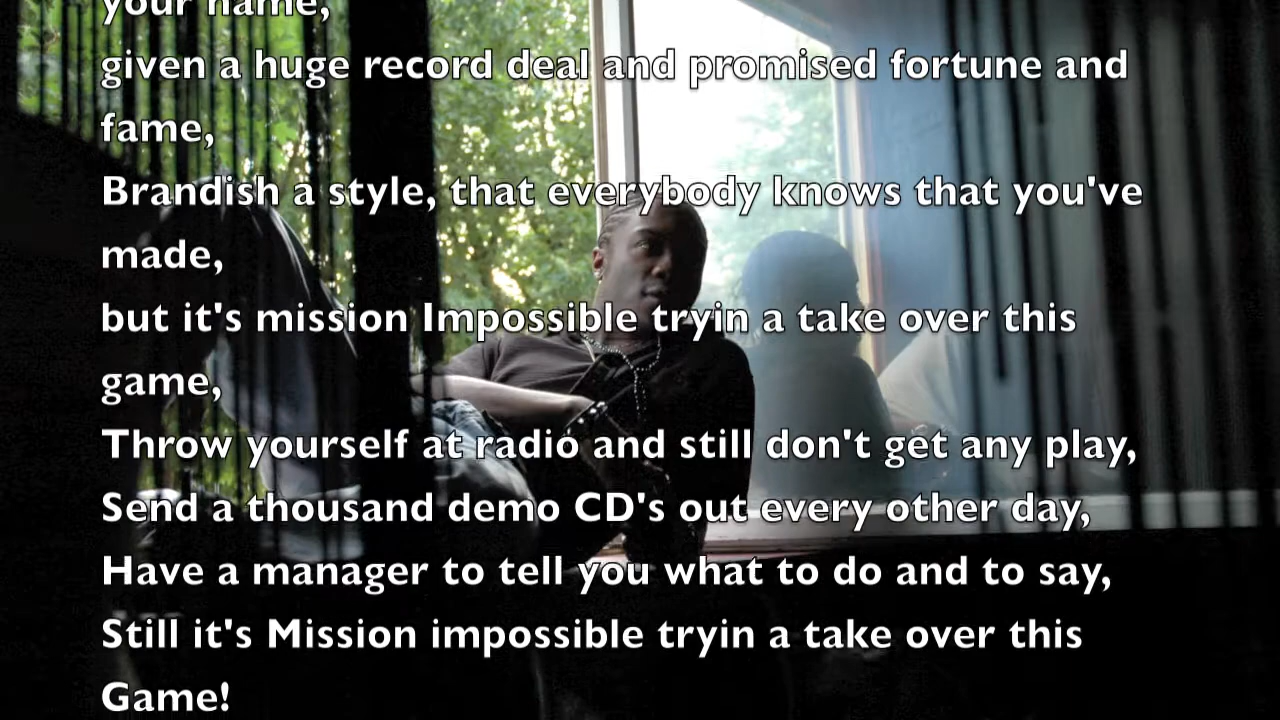 your name,
given a huge record deal and promised fortune and
fame,
Brandish a style, that everybody knows that you've
made,
but it's mission Impossible tryin a take over this
game,
Throw yourself at radio and still don't get any play,
Send a thousand demo CD's out every other day,
Have a manager to tell you what to do and to say,
Still it's Mission impossible tryin a take over this
Game!